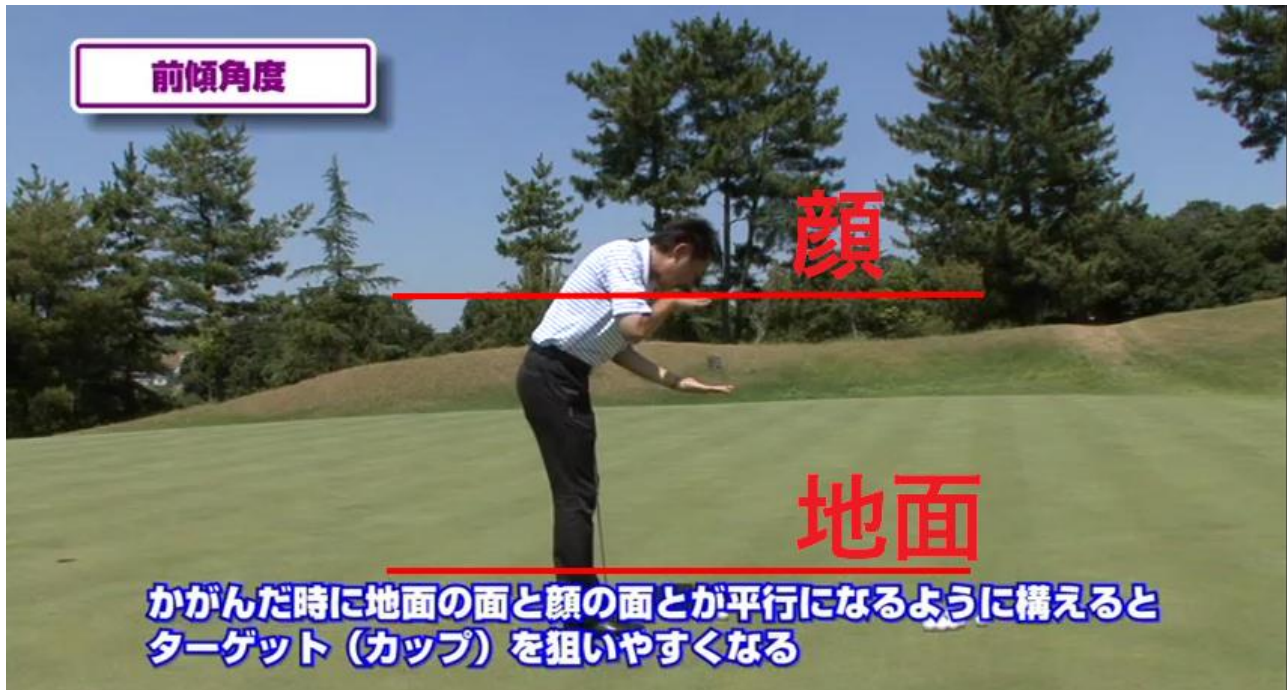 前傾角度
顔
地面
かがんだ時に地面の面と顔の面とが平行になるように構えると
ターゲット（カップ）を狙いやすくなる